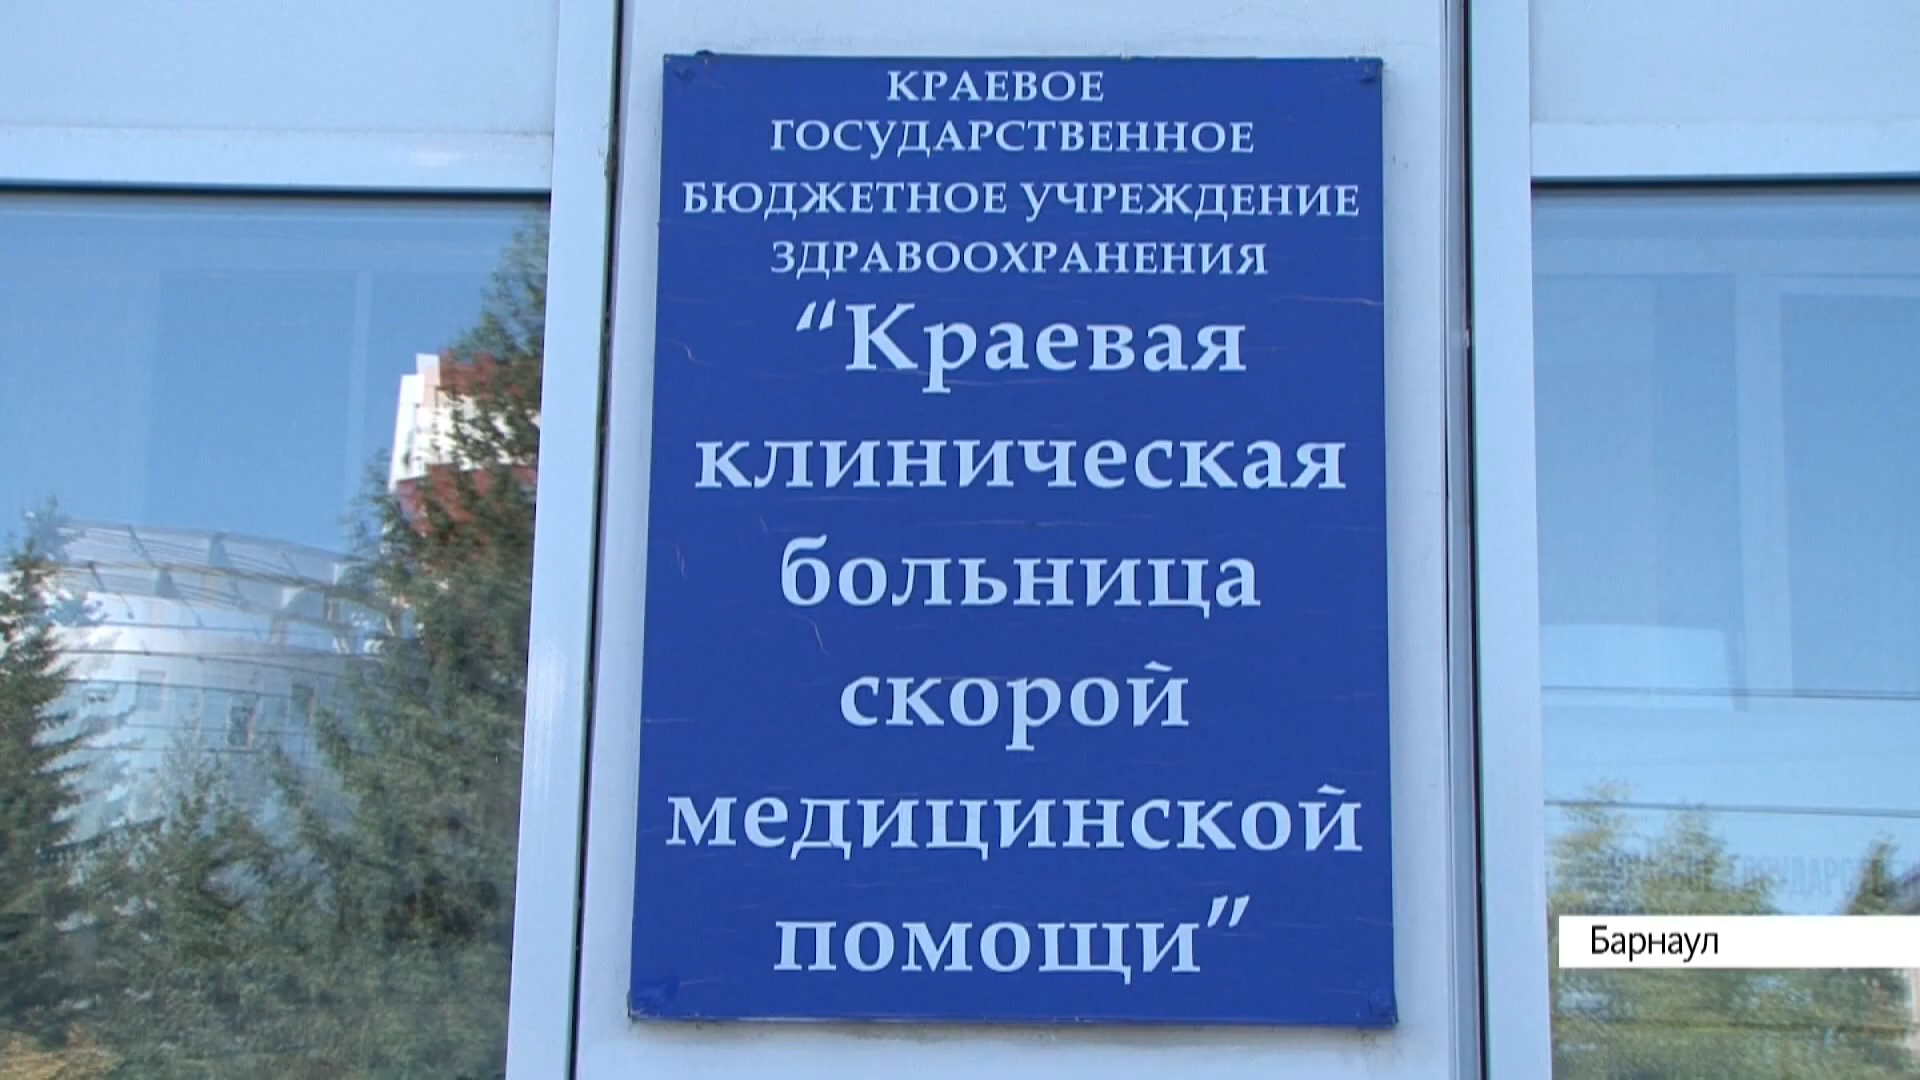 КРАЕВОЕ
ГОСУДАРСТВЕННОЕ
БЮДЖЕТНОЕ УЧРЕЖДЕНИЕ
ЗДРАВООХРАНЕНИЯ
“Краевая
клиническая
больница
скорой
медицинской
помощи”
Барнаул